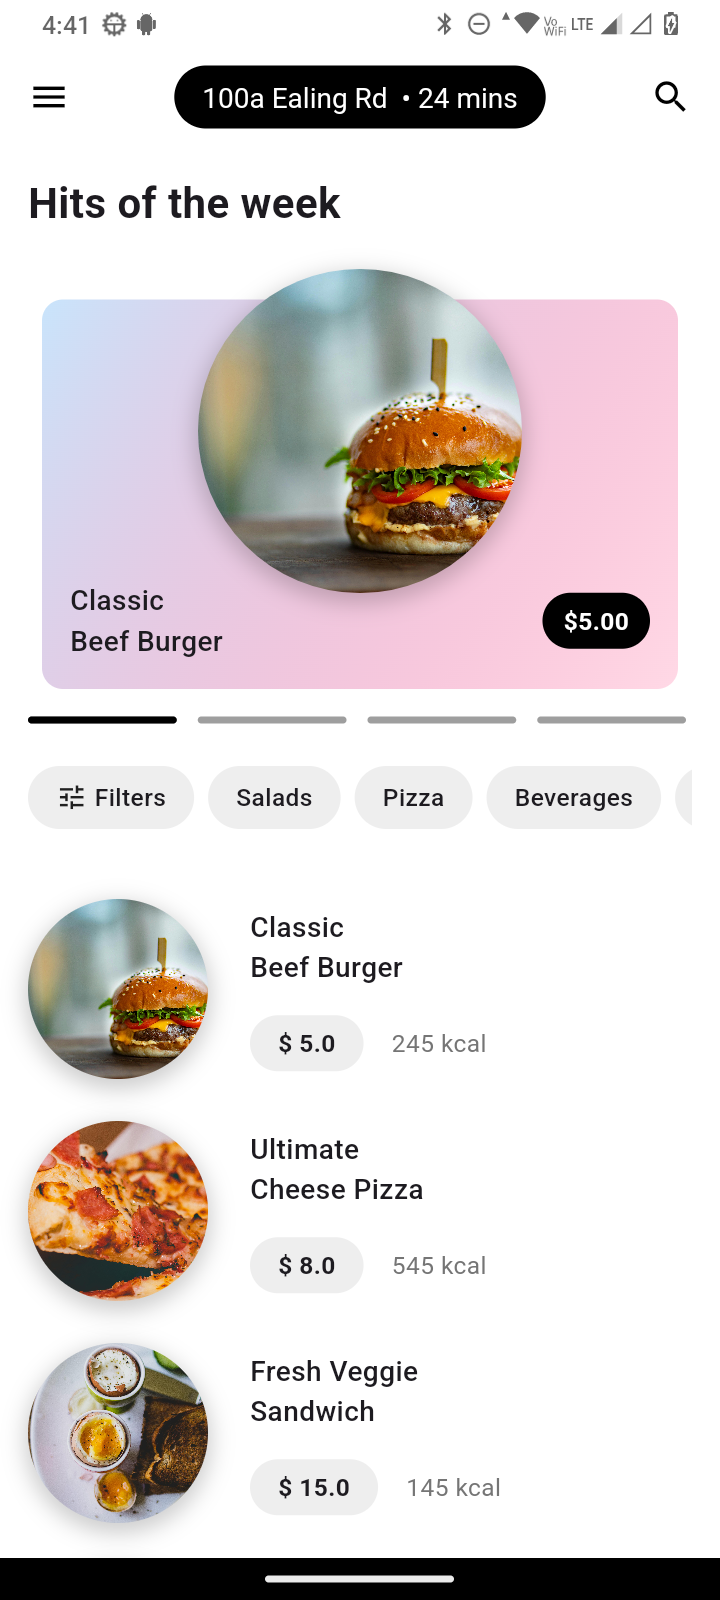 4:41
Vo
WiFi
LTE
100a Ealing Rd • 24 mins
Hits of the week
Classic
Beef Burger
$5.00
Filters
Salads
Pizza
Beverages
Classic
Beef Burger
$ 5.0
245 kcal
Ultimate
Cheese Pizza
$ 8.0
545 kcal
Fresh Veggie
Sandwich
$ 15.0
145 kcal